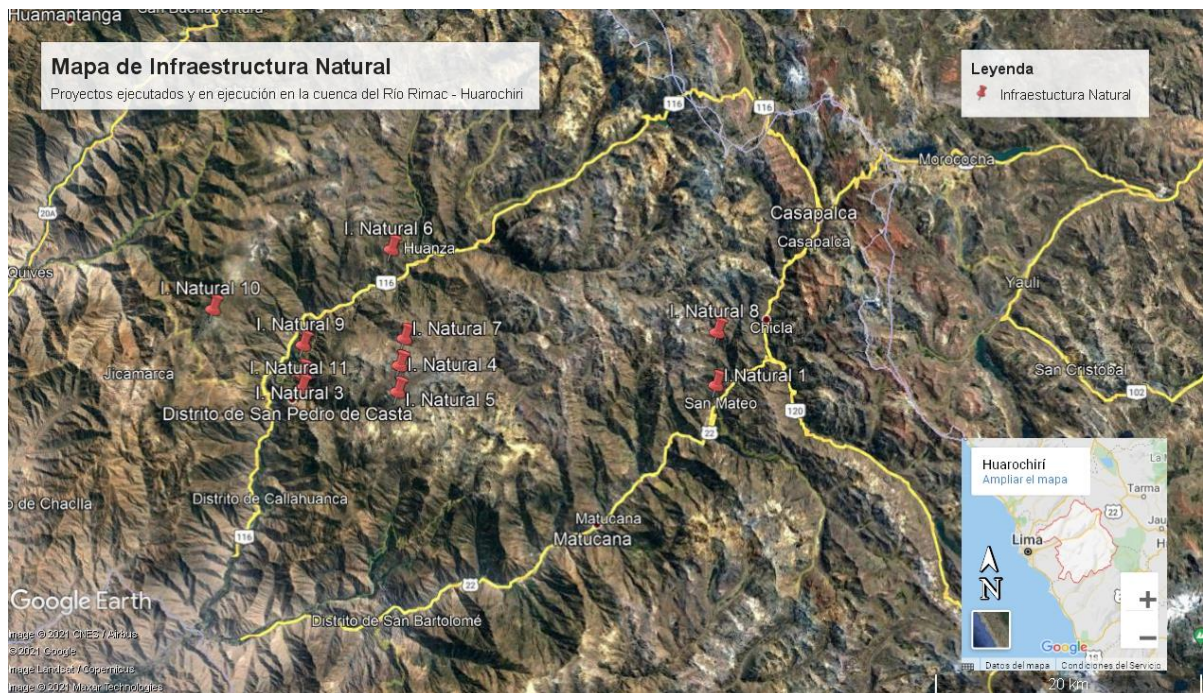 Huamantanga
San Buenaventura
Mapa de Infraestructura Natural
Proyectos ejecutados y en ejecución en la cuenca del Río Rimac - Huarochiri
Leyenda
Infraestuctura Natural
116
116
Morococha
20A
Casapalca
Casapalca
I. Natural 6
Huanza
Quives
116
Yauli
I. Natural 10
I. Natural 9
I. Natural 7
I. Natural 8
Chicla
I. Natural 11
I. Natural 4
Jicamarca
I. Natural 3
I. Natural 5
I.Natural 1
San Cristobal
102
San Mateo
120
Distrito de San Pedro de Casta
22
Huarochirí
Ampliar el mapa
La
Tarma
22
Jau
Lima
Distrito de Callahuanca
o de Chaclla
Matucana
Matucana
116
N
22
Google Earth
Distrito de San Bartolomé
Image © 2021 CNES / Airbus
© 2021 Google
Image Landsat / Copernicus
Image © 2021 Maxar Technologies
+
−
Google
Datos del mapa
Condiciones del Servicio
20 km